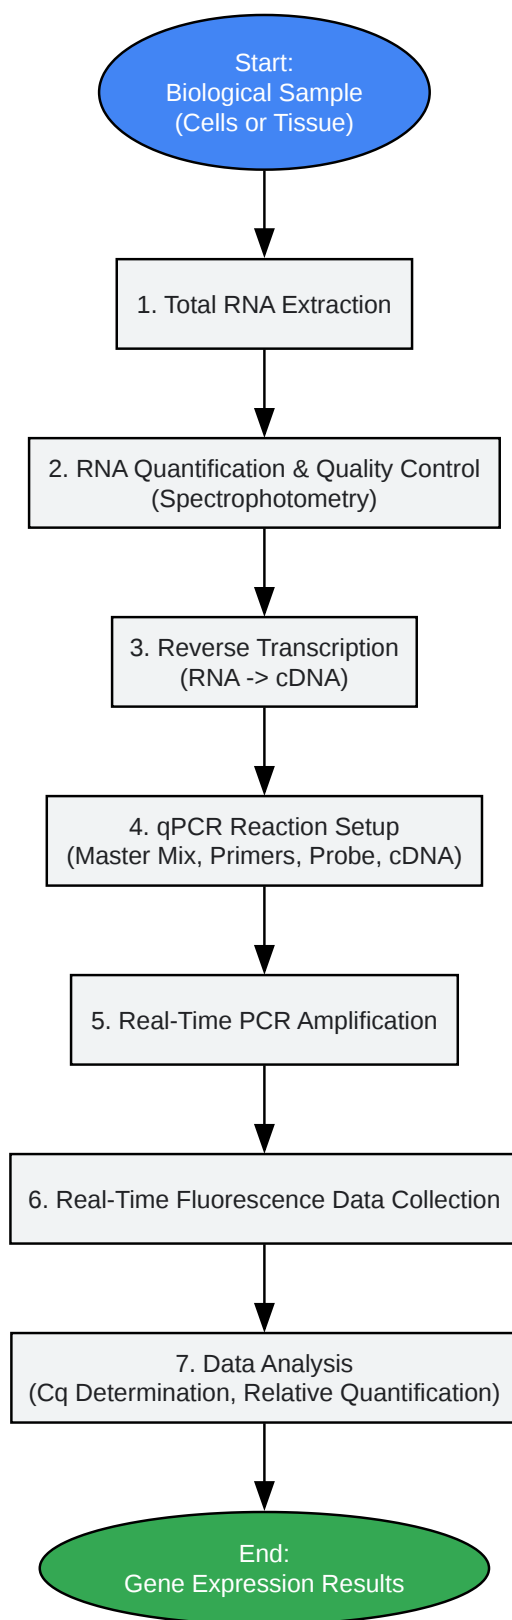 Start:
Biological Sample
(Cells or Tissue)
1. Total RNA Extraction
2. RNA Quantification & Quality Control
(Spectrophotometry)
3. Reverse Transcription
(RNA -> cDNA)
4. qPCR Reaction Setup
(Master Mix, Primers, Probe, cDNA)
5. Real-Time PCR Amplification
6. Real-Time Fluorescence Data Collection
7. Data Analysis
(Cq Determination, Relative Quantification)
End:
Gene Expression Results